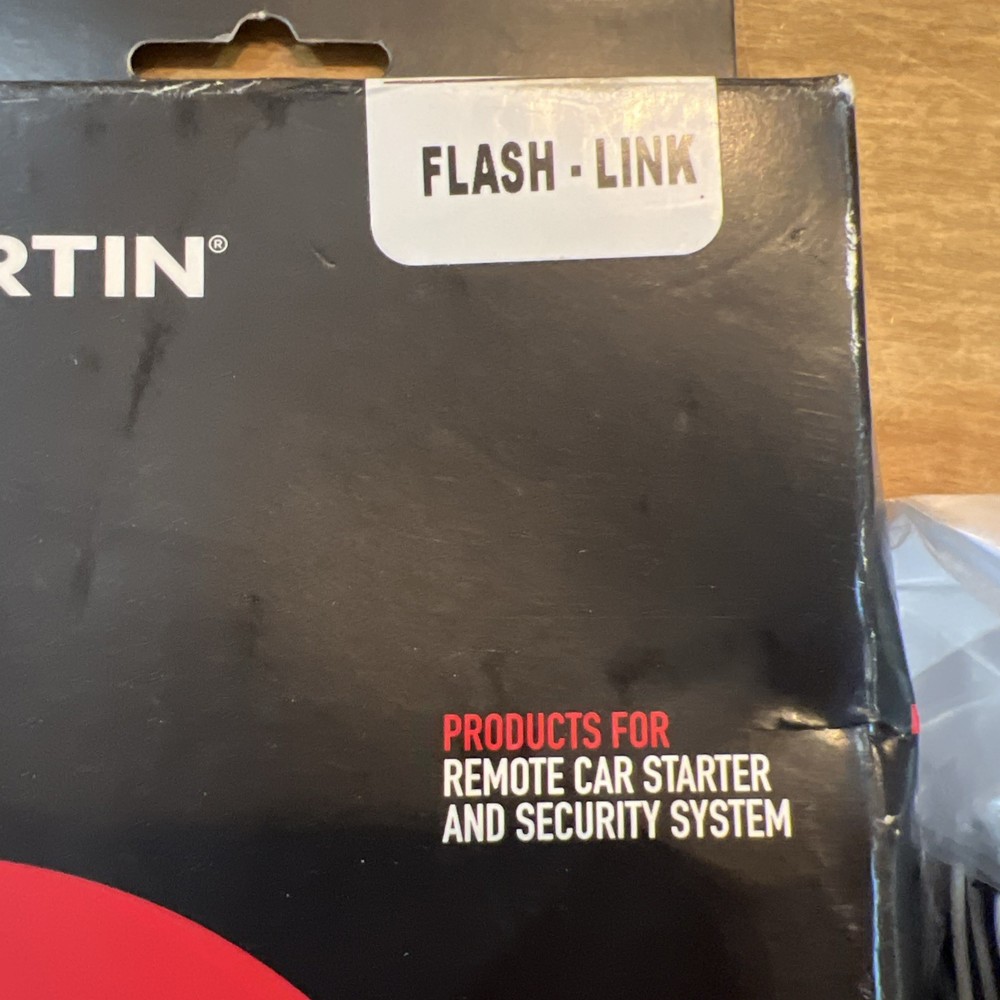 FLASH - LINK
RTIN®
PRODUCTS FOR
REMOTE CAR STARTER
AND SECURITY SYSTEM